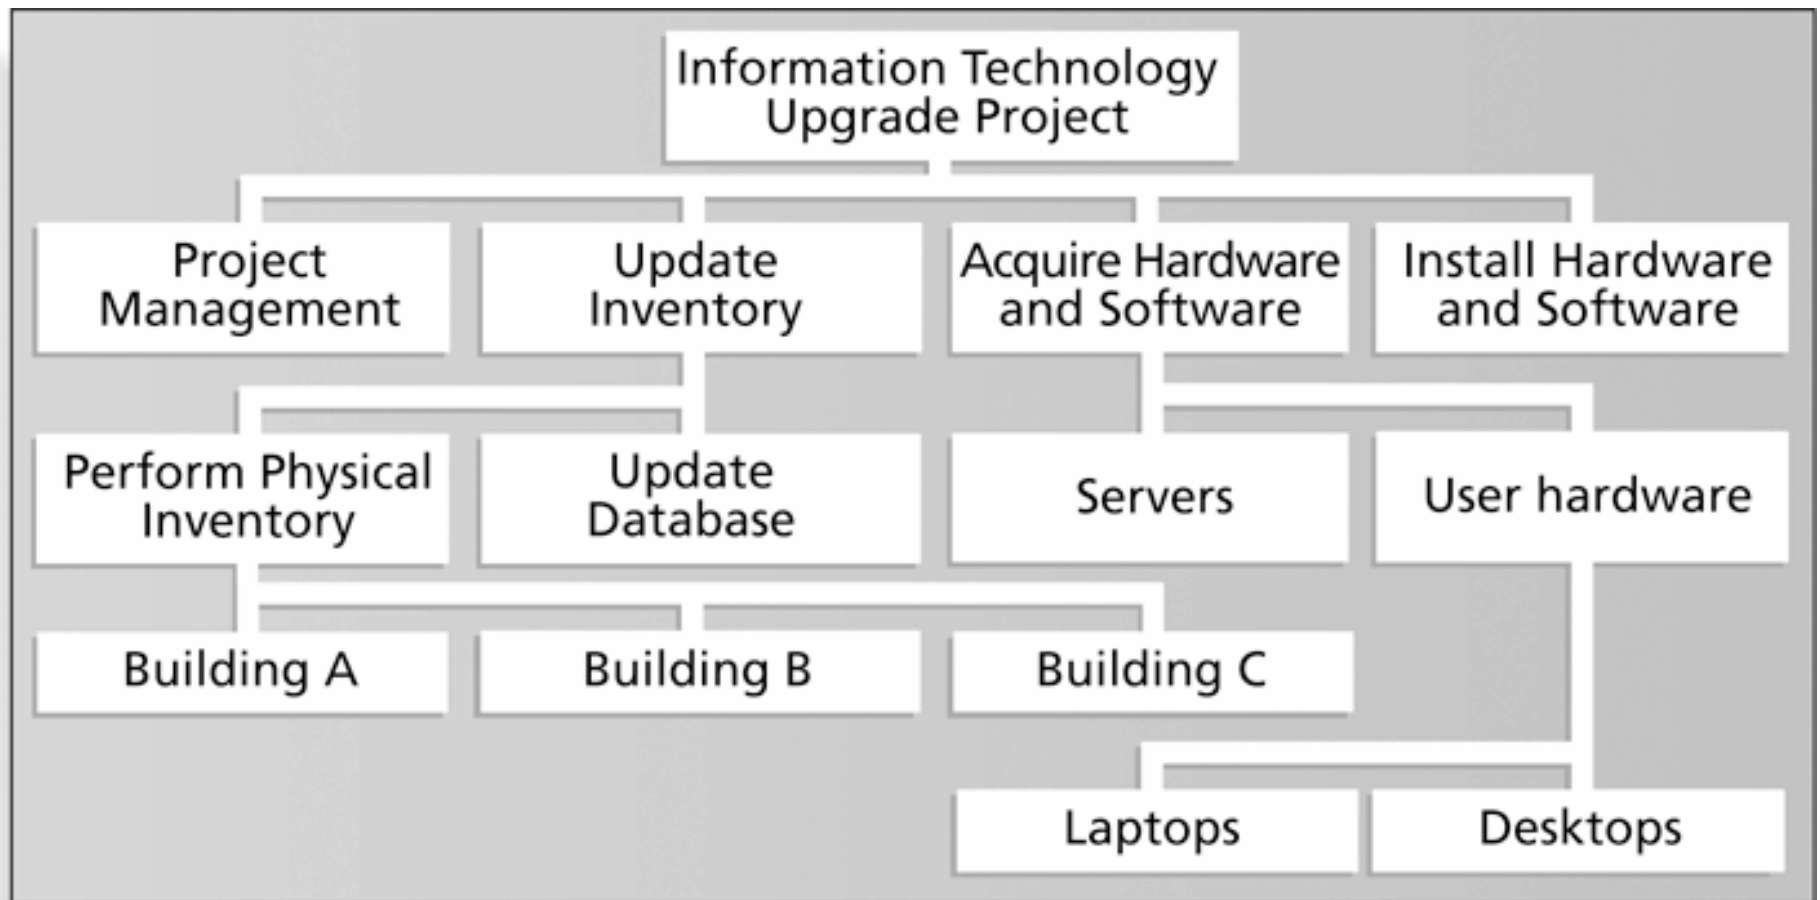 Information Technology
Upgrade Project
Project
Management
Update
Inventory
Acquire Hardware
and Software
Install Hardware
and Software
Perform Physical
Inventory
Update
Database
Servers
User hardware
Building A
Building B
Building C
Laptops
Desktops